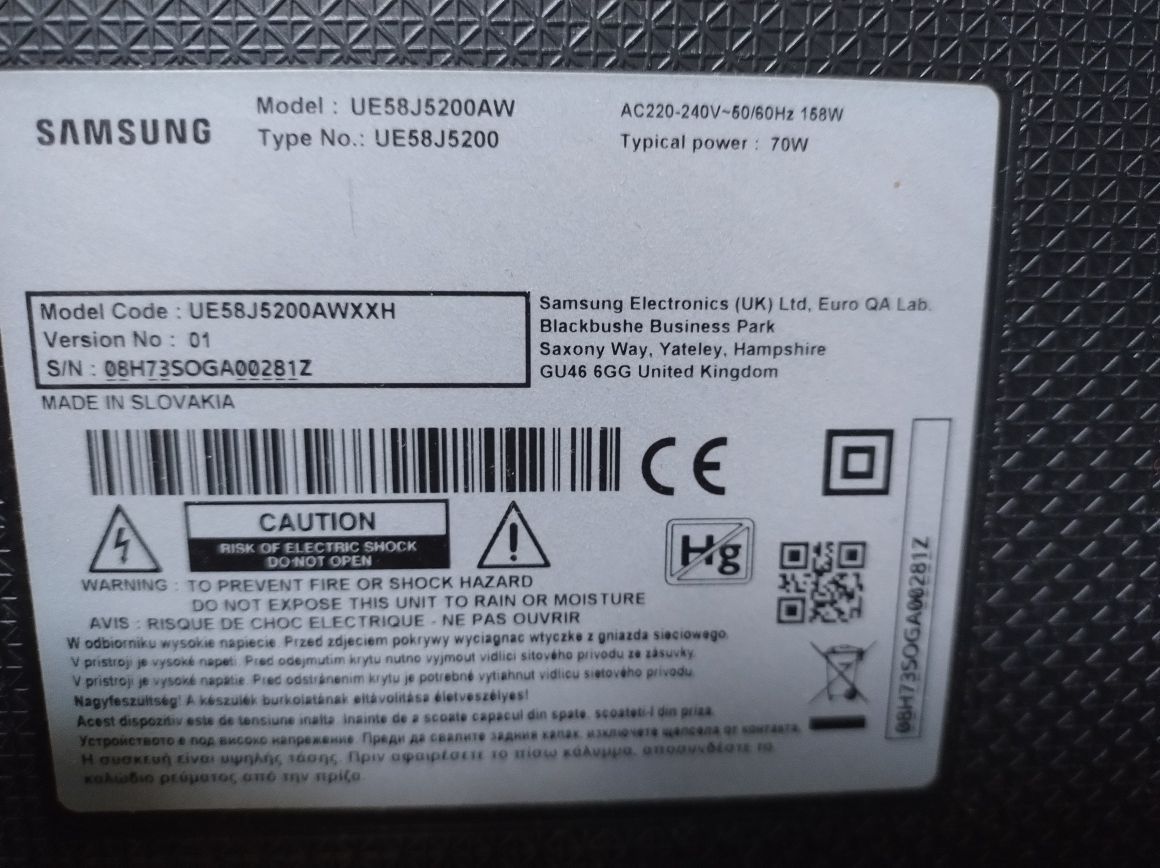 SAMSUNG
Model : UE58J5200AW
Type No.: UE58J5200
AC220-240V~50/60Hz 158W
Typical power : 70W
Model Code : UE58J5200AWXXH
Version No : 01
S/N : 08H73SOGA00281Z
MADE IN SLOVAKIA
Samsung Electronics (UK) Ltd, Euro QA Lab.
Blackbushe Business Park
Saxony Way, Yateley, Hampshire
GU46 6GG United Kingdom
CE
CAUTION
RISK OF ELECTRIC SHOCK
DO NOT OPEN
Hg
WARNING : TO PREVENT FIRE OR SHOCK HAZARD
DO NOT EXPOSE THIS UNIT TO RAIN OR MOISTURE
AVIS : RISQUE DE CHOC ELECTRIQUE - NE PAS OUVRIR
W odbiorniku wysokie napiecie. Przed zdjeciem pokrywy wyciagnac wtyczke z gniazda sieciowego.
V pristroji je vysoké napeti. Pred odejmutim krytu nutno vyjmout vidlici sitového privodu ze zásuvky.
V pristroji je vysoké napätie. Pred odstránenim krytu je potrebné vytiahnut vidlicu sietového privodu.
Nagyfeszültség! A készülék burkolatának eltávolitása életveszélyes!
Acest dispozitiv este de tensiune inalta. Inainte de a scoate capacul din spate, scoateti-l din priza.
Устройството е под високо напрежение. Преди да свалите задния капак, изключете щепсела от контакта.
Η συσκευή είναι υψηλής τάσης. Πριν αφαιρέσετε το πίσω κάλυμμα, αποσυνδέστε το
καλώδιο ρεύματος από την πρίζα.
08H73SOGA00281Z